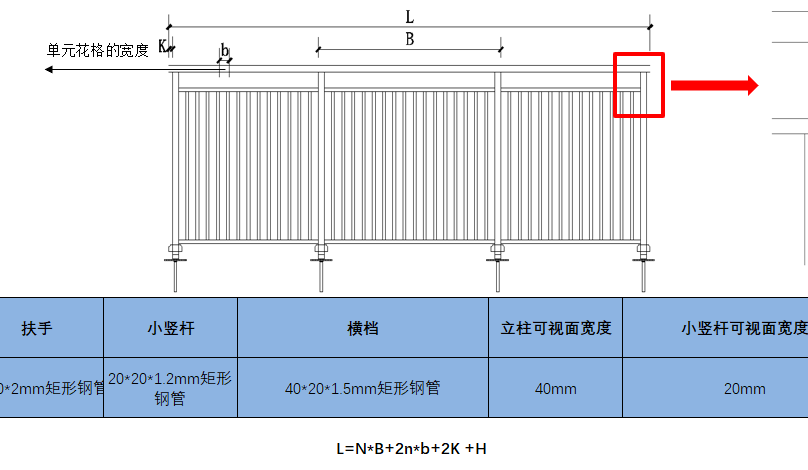 L
单元花格的宽度
K
b
B
扶手
小竖杆
横档
立柱可视面宽度
小竖杆可视面宽度
0*2mm矩形钢管
20*20*1.2mm矩形
钢管
40*20*1.5mm矩形钢管
40mm
20mm
L=N*B+2n*b+2K +H